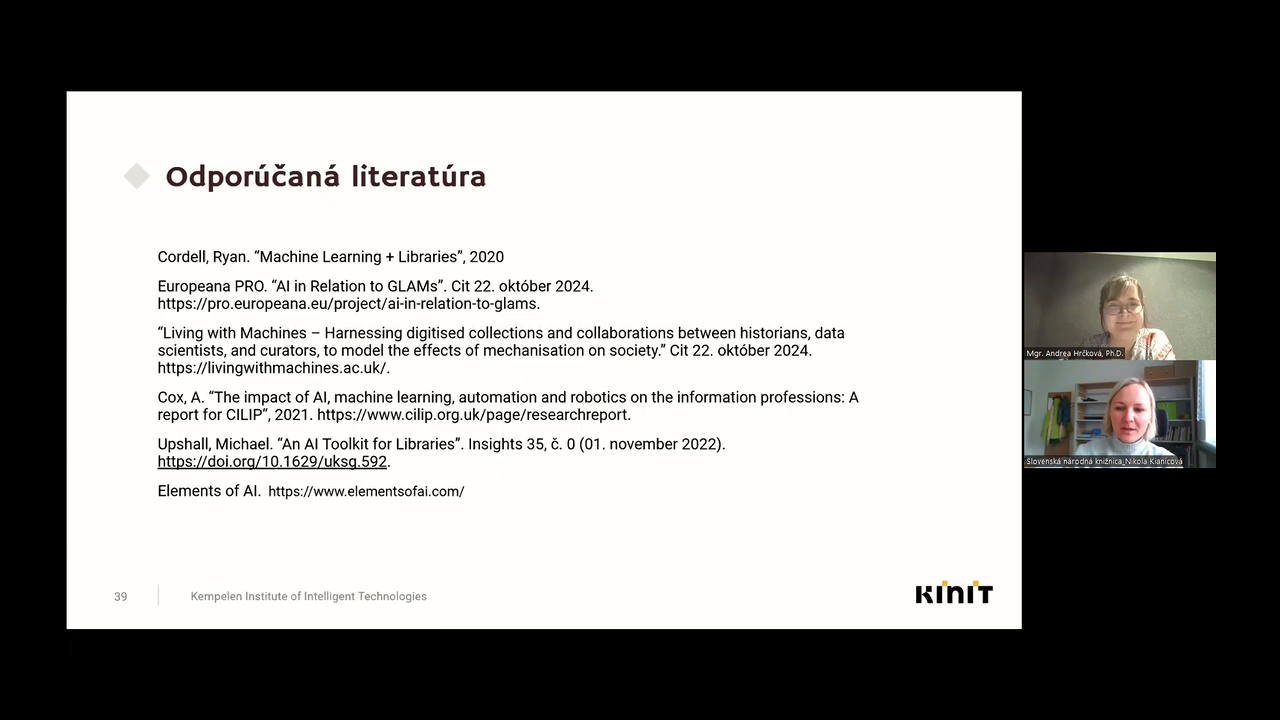 Odporúčaná literatúra
Cordell, Ryan. “Machine Learning + Libraries”, 2020
Europeana PRO. “AI in Relation to GLAMs”. Cit 22. október 2024.
https://pro.europeana.eu/project/ai-in-relation-to-glams.
“Living with Machines – Harnessing digitised collections and collaborations between historians, data
scientists, and curators, to model the effects of mechanisation on society.” Cit 22. október 2024.
https://livingwithmachines.ac.uk/.
Cox, A. “The impact of AI, machine learning, automation and robotics on the information professions: A
report for CILIP“, 2021. https://www.cilip.org.uk/page/researchreport.
Upshall, Michael. “An AI Toolkit for Libraries”. Insights 35, č. 0 (01. november 2022).
https://doi.org/10.1629/uksg.592.
Elements of AI. https://www.elementsofai.com/
39
Kempelen Institute of Intelligent Technologies
KInIT
Mgr. Andrea Hrčková, Ph.D.
Slovenská národná knižnica_Nikola Kianicová